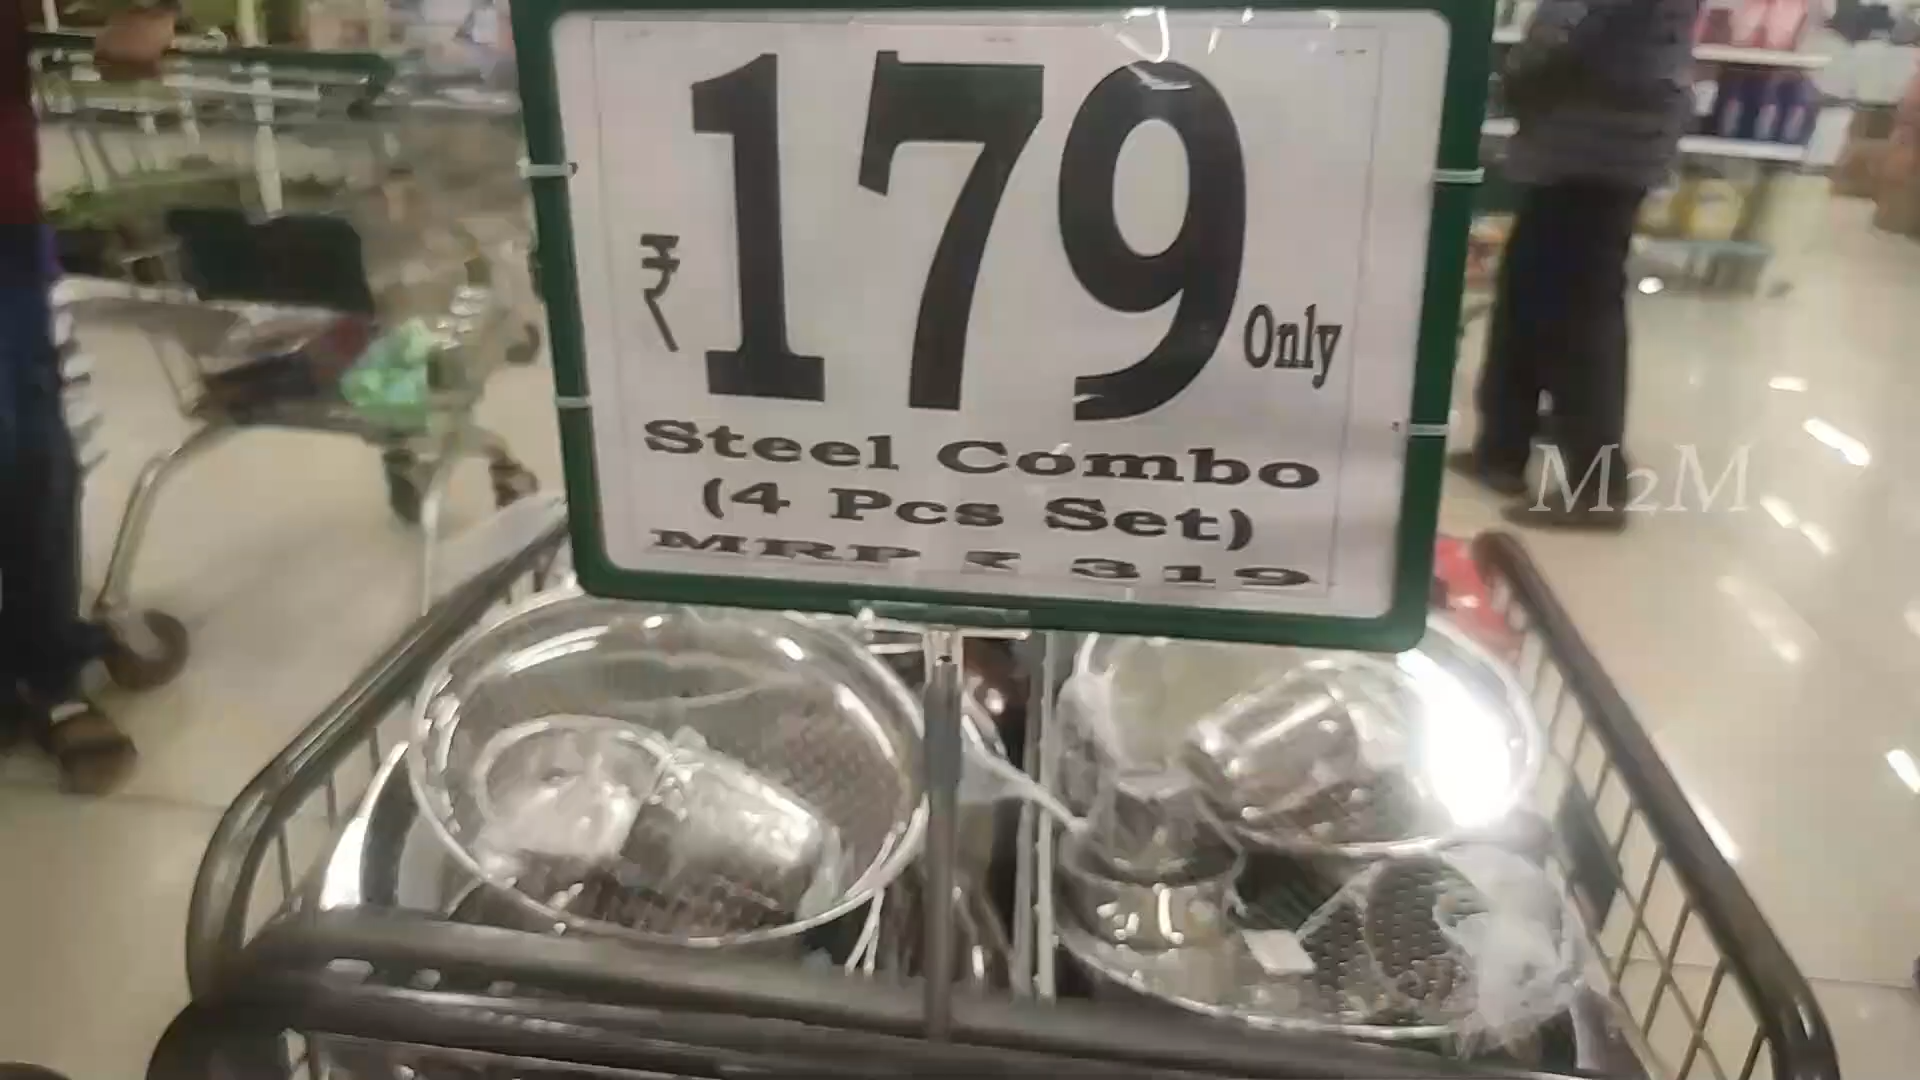 ₹ 179 Only
Steel Combo
(4 Pcs Set)
MRP ₹ 319
M2M